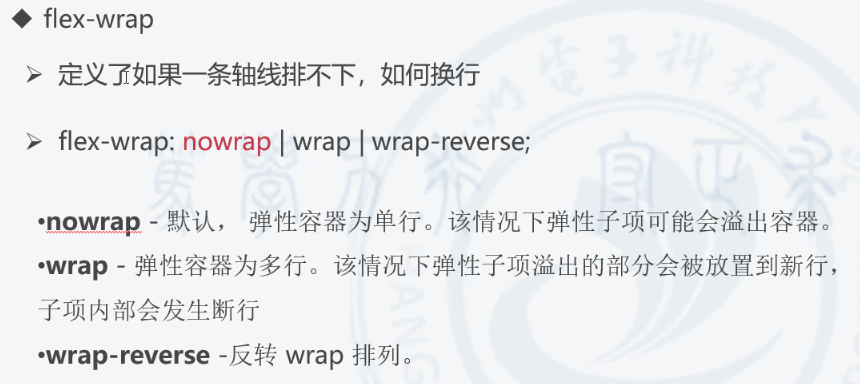 ◆ flex-wrap
➢ 定义了如果一条轴线排不下，如何换行
➢ flex-wrap: nowrap | wrap | wrap-reverse;
•nowrap - 默认， 弹性容器为单行。该情况下弹性子项可能会溢出容器。
•wrap - 弹性容器为多行。该情况下弹性子项溢出的部分会被放置到新行，
子项内部会发生断行
•wrap-reverse -反转 wrap 排列。